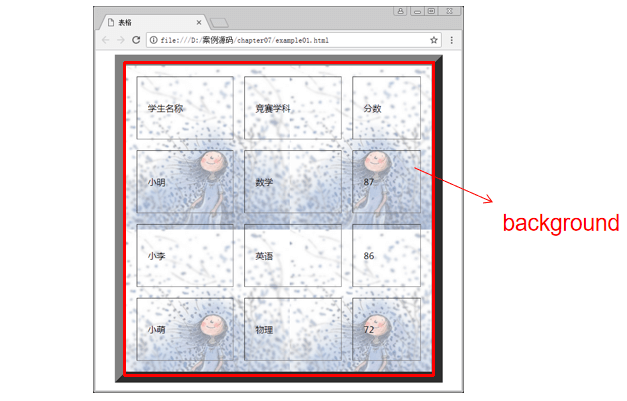 表格
file:///D:/案例源码/chapter07/example01.html
学生名称 竞赛学科 分数
小明 数学 87
background
小李 英语 86
小萌 物理 72